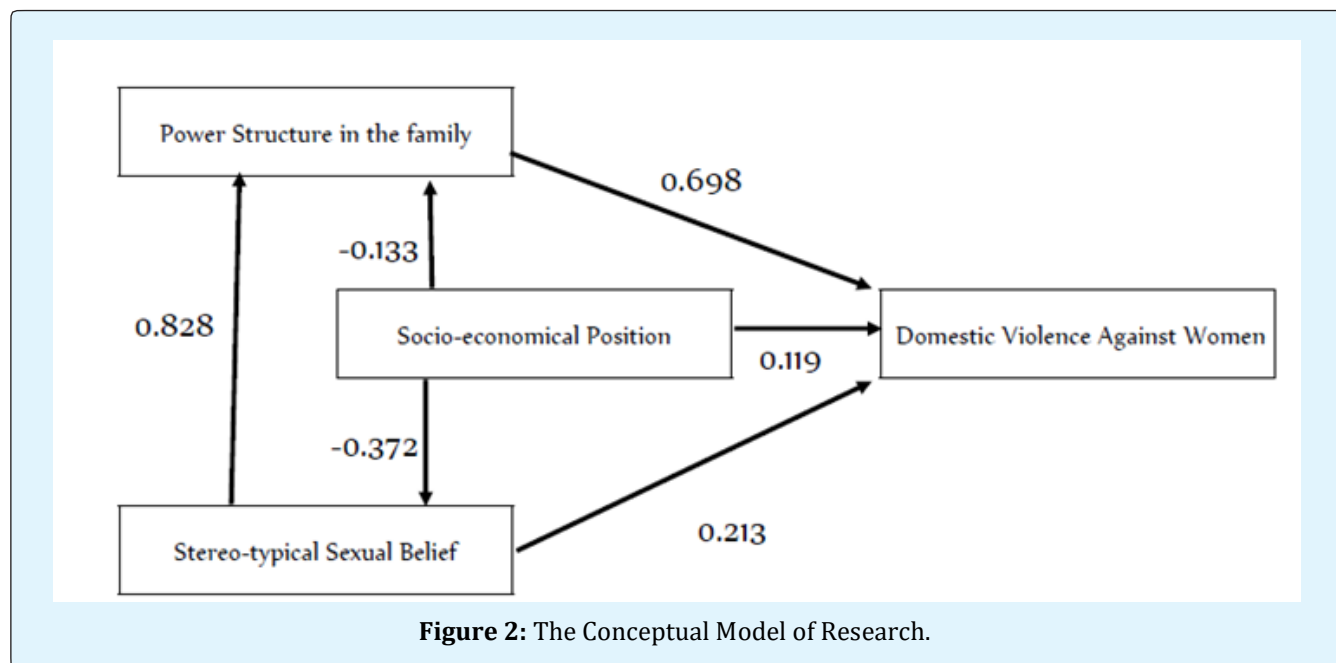 Power Structure in the family
0.698
-0.133
0.828
Socio-economical Position
Domestic Violence Against Women
0.119
-0.372
0.213
Stereo-typical Sexual Belief
Figure 2: The Conceptual Model of Research.